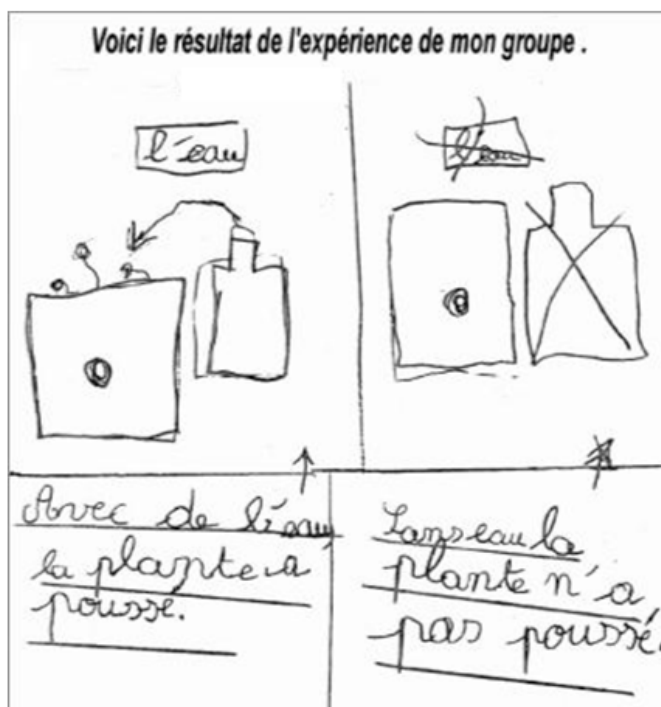 Voici le résultat de l'expérience de mon groupe .
l'eau
l'eau
Avec de l'eau
la plante a
poussé.
Sans eau la
plante n'a
pas poussé.